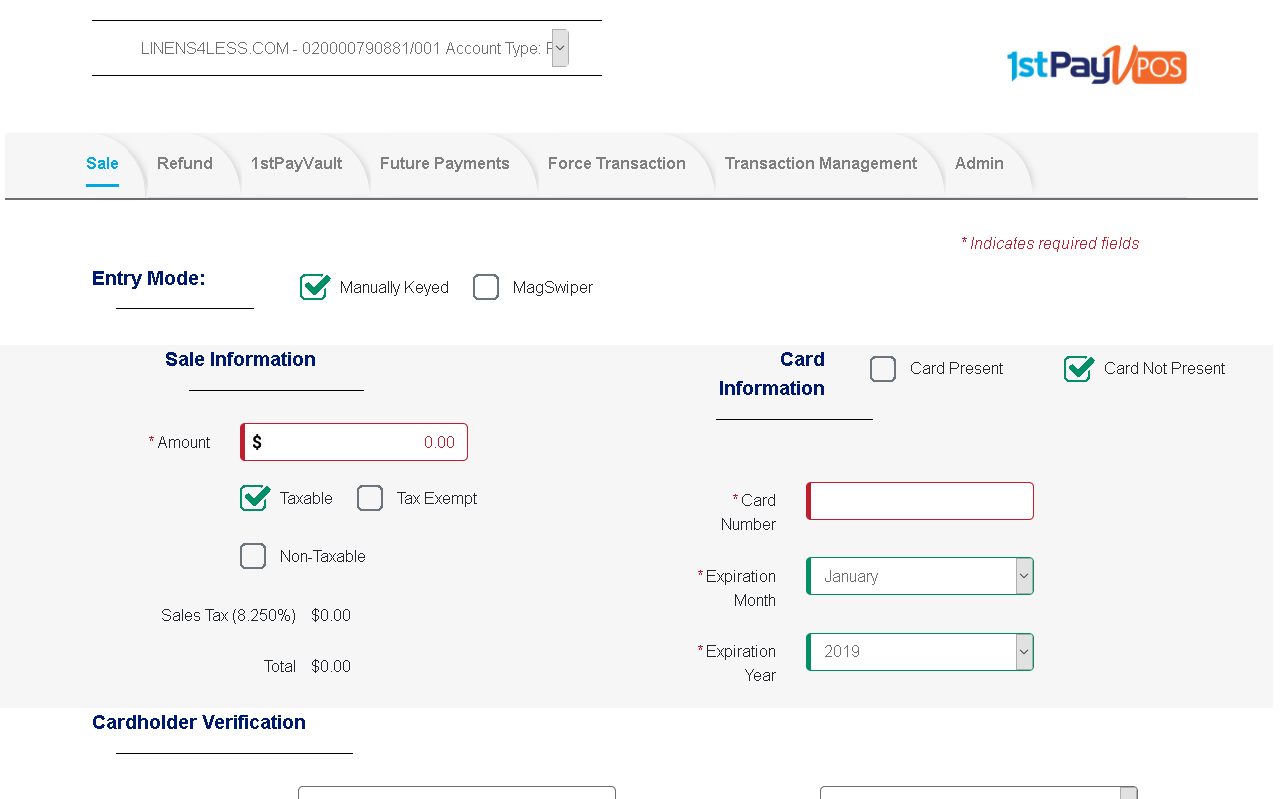 LINENS4LESS.COM - 020000790881/001 Account Type:
1stPay VPOS
Sale Refund 1stPayVault Future Payments Force Transaction Transaction Management Admin
* Indicates required fields
Entry Mode: Manually Keyed MagSwiper
Sale Information
* Amount $ 0.00
Taxable Tax Exempt
Non-Taxable
Sales Tax (8.250%) $0.00
Total $0.00
Card
Information
Card Present Card Not Present
* Card
Number
* Expiration
Month
January
* Expiration
Year
2019
Cardholder Verification